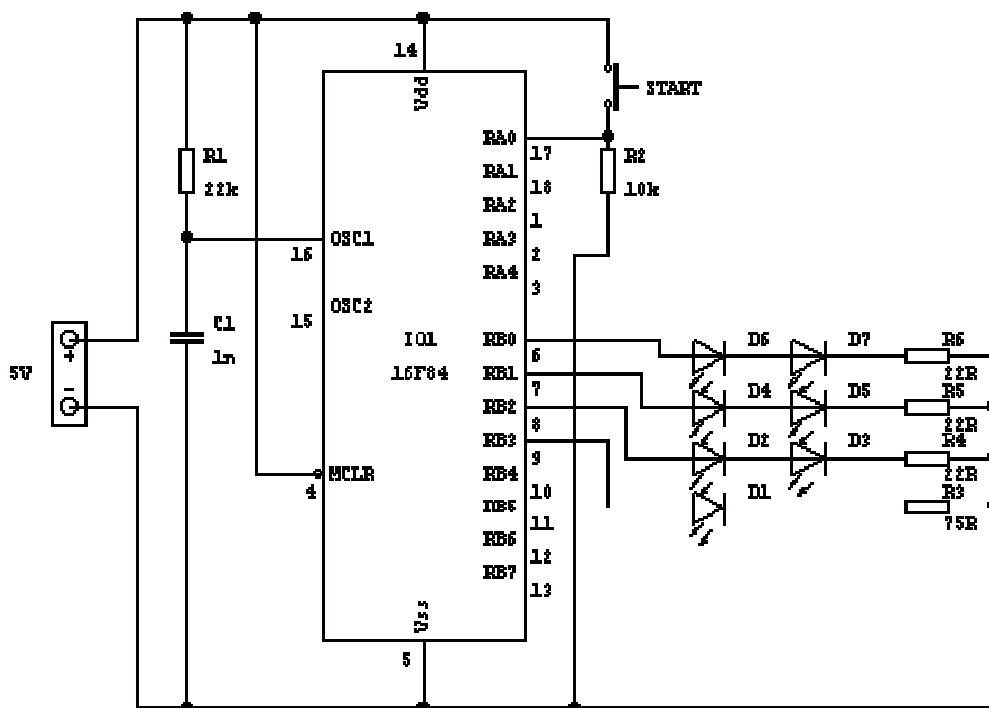 14
Vdd
START
RA0
17
RA1
18
RA2
1
RA3
2
RA4
3
R1
22k
R2
10k
16
OSC1
15
OSC2
C1
1n
5V
+
-
IO1
16F84
RB0
6
RB1
7
RB2
8
RB3
9
RB4
10
11
RB6
12
RB7
13
4
MCLR
D6
D7
R6
22R
D4
D5
R5
22R
D2
D3
R4
22R
D1
R3
75R
Vss
5